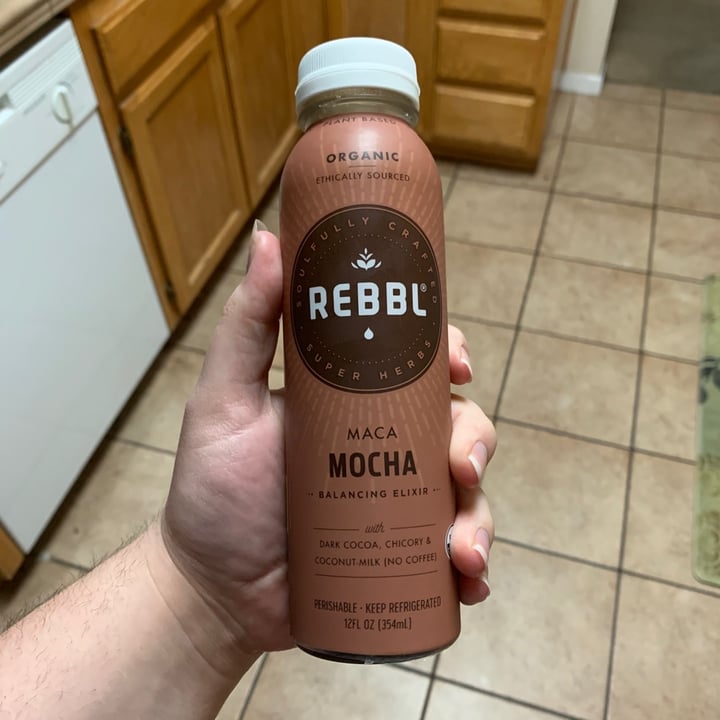 PLANT BASED
ORGANIC
ETHICALLY SOURCED
SOULFULLY CRAFTED
REBBL®
SUPER HERBS
MACA
MOCHA
BALANCING ELIXIR
with
DARK COCOA, CHICORY &
COCONUT-MILK (NO COFFEE)
PERISHABLE · KEEP REFRIGERATED
12FL OZ (354mL)